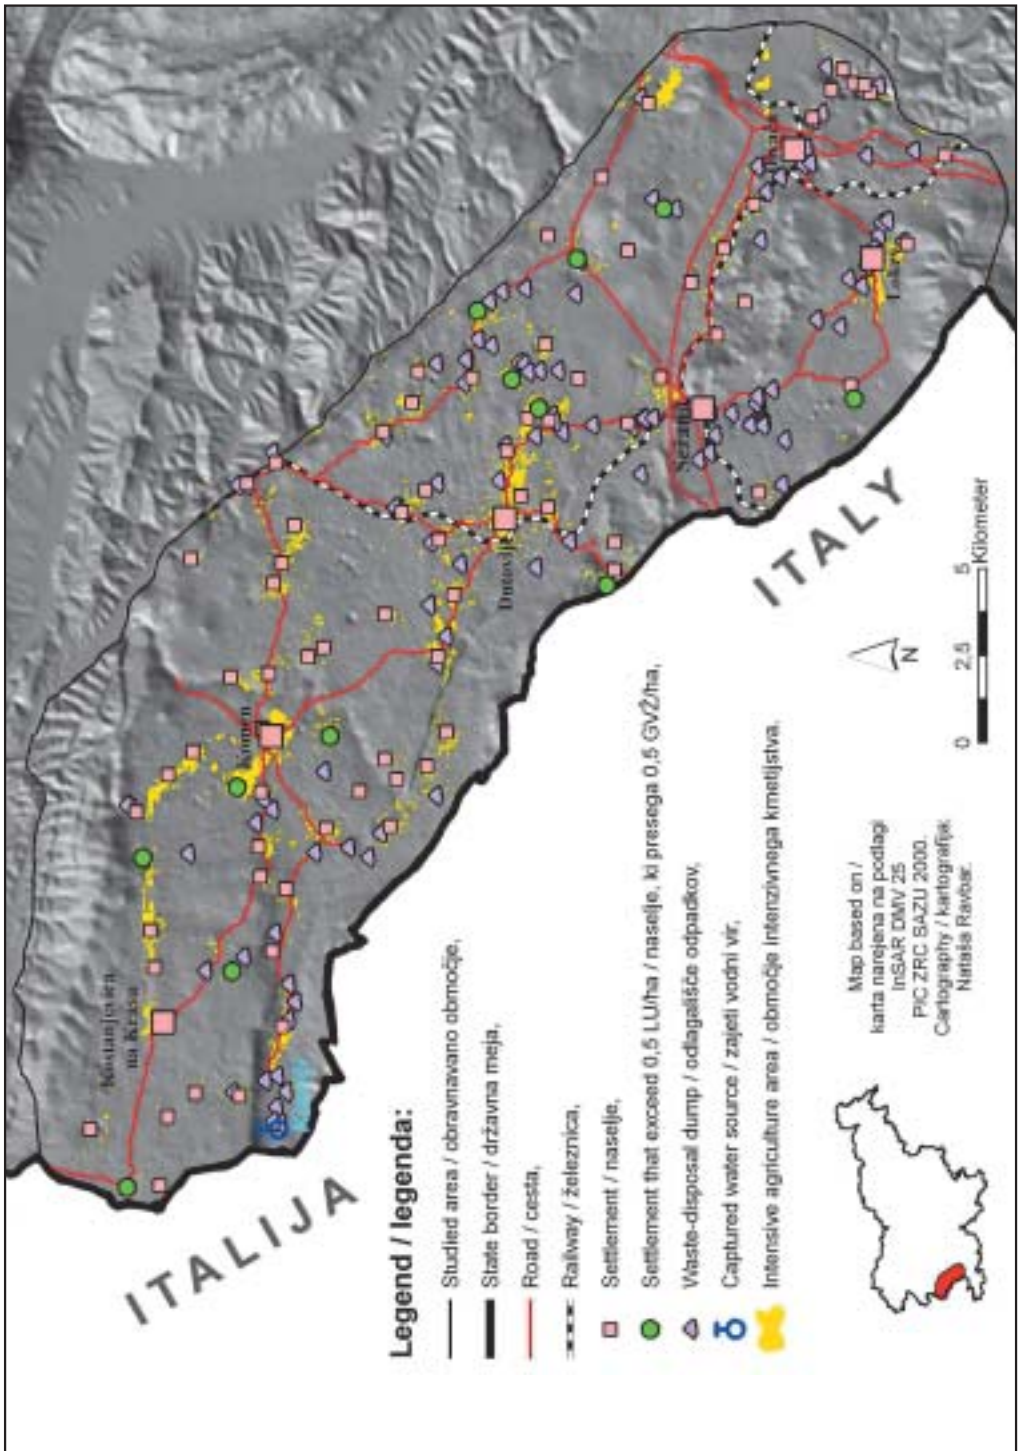 ITALIJA
Kostanjevica
na Krasu
Komen
Dutovlje
Sežana
ITALY
Legend / legenda:
Studied area / obravnavano območje,
State border / državna meja,
Road / cesta,
Railway / železnica,
Settlement / naselje,
Settlement that exceed 0,5 LU/ha / naselje, ki presega 0,5 GVŽ/ha,
Waste-disposal dump / odlagališče odpadkov,
Captured water source / zajeti vodni vir,
Intensive agriculture area / območje intenzivnega kmetijstva.
Map based on /
karta narejena na podlagi
InSAR DMV 25
PIC ZRC SAZU 2000.
Cartography / kartografija:
Nataša Ravbar.
N
0 2,5 5
Kilometer